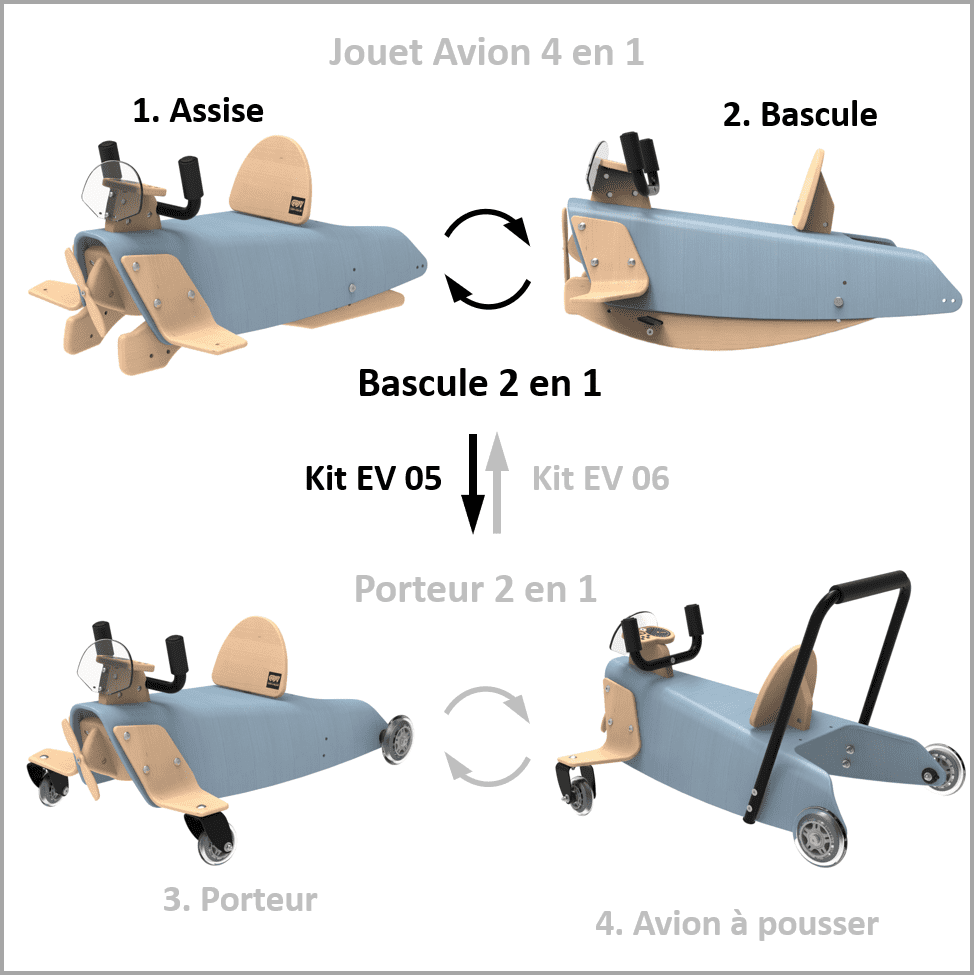 Jouet Avion 4 en 1
1. Assise
2. Bascule
Bascule 2 en 1
Kit EV 05
Kit EV 06
Porteur 2 en 1
3. Porteur
4. Avion à pousser